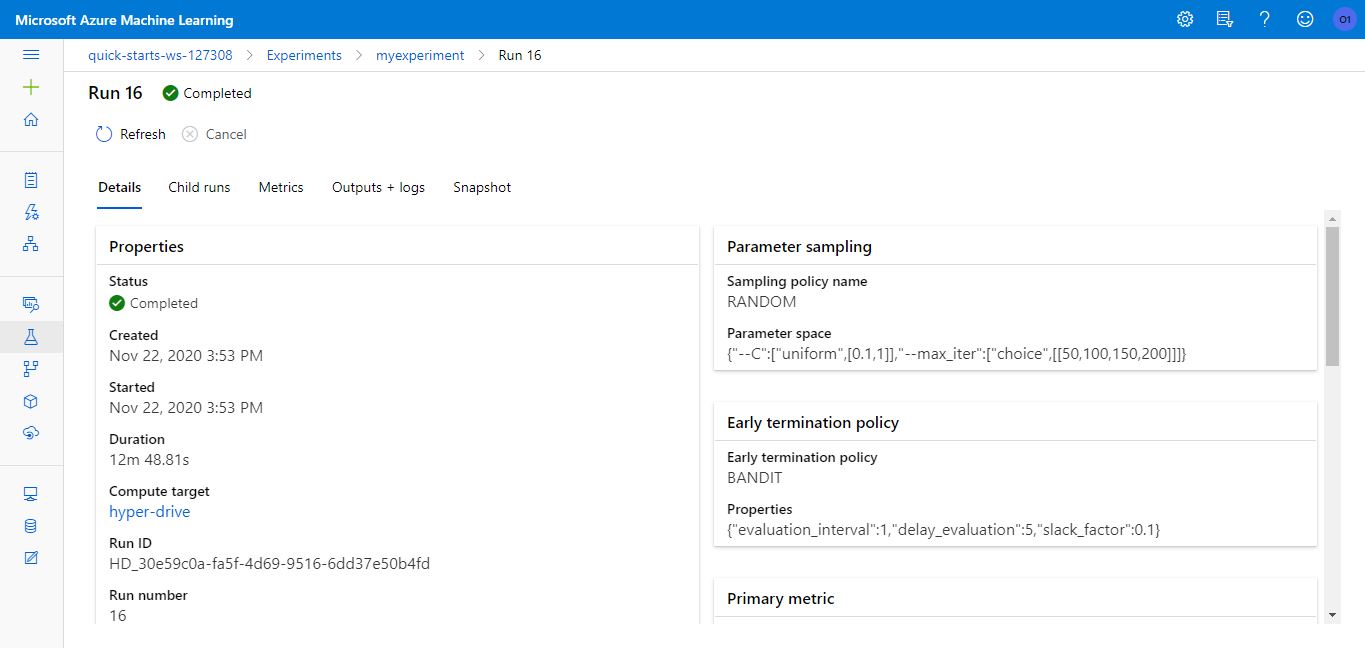 Microsoft Azure Machine Learning
O1
quick-starts-ws-127308 > Experiments > myexperiment > Run 16
Run 16 Completed
Refresh Cancel
Details Child runs Metrics Outputs + logs Snapshot
Properties
Status
Completed
Created
Nov 22, 2020 3:53 PM
Started
Nov 22, 2020 3:53 PM
Duration
12m 48.81s
Compute target
hyper-drive
Run ID
HD_30e59c0a-fa5f-4d69-9516-6dd37e50b4fd
Run number
16
Parameter sampling
Sampling policy name
RANDOM
Parameter space
{"--C":["uniform",[0.1,1]],"--max_iter":["choice",[[50,100,150,200]]]}
Early termination policy
Early termination policy
BANDIT
Properties
{"evaluation_interval":1,"delay_evaluation":5,"slack_factor":0.1}
Primary metric